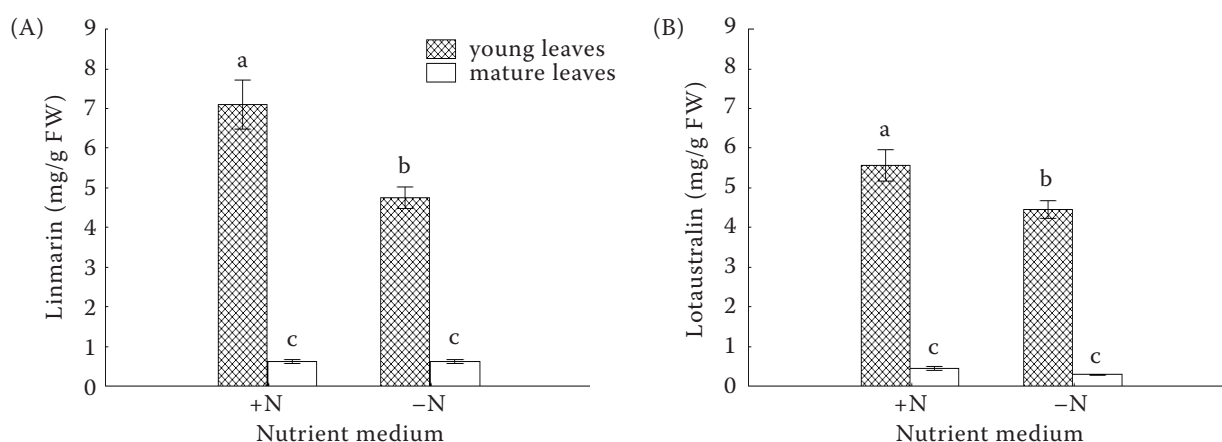 (A)
9
8
7
6
5
4
3
2
1
0
Linmarin (mg/g FW)
a
b
c
c
young leaves
mature leaves
+N
−N
Nutrient medium
(B)
9
8
7
6
5
4
3
2
1
0
Lotaustralin (mg/g FW)
a
b
c
c
+N
−N
Nutrient medium